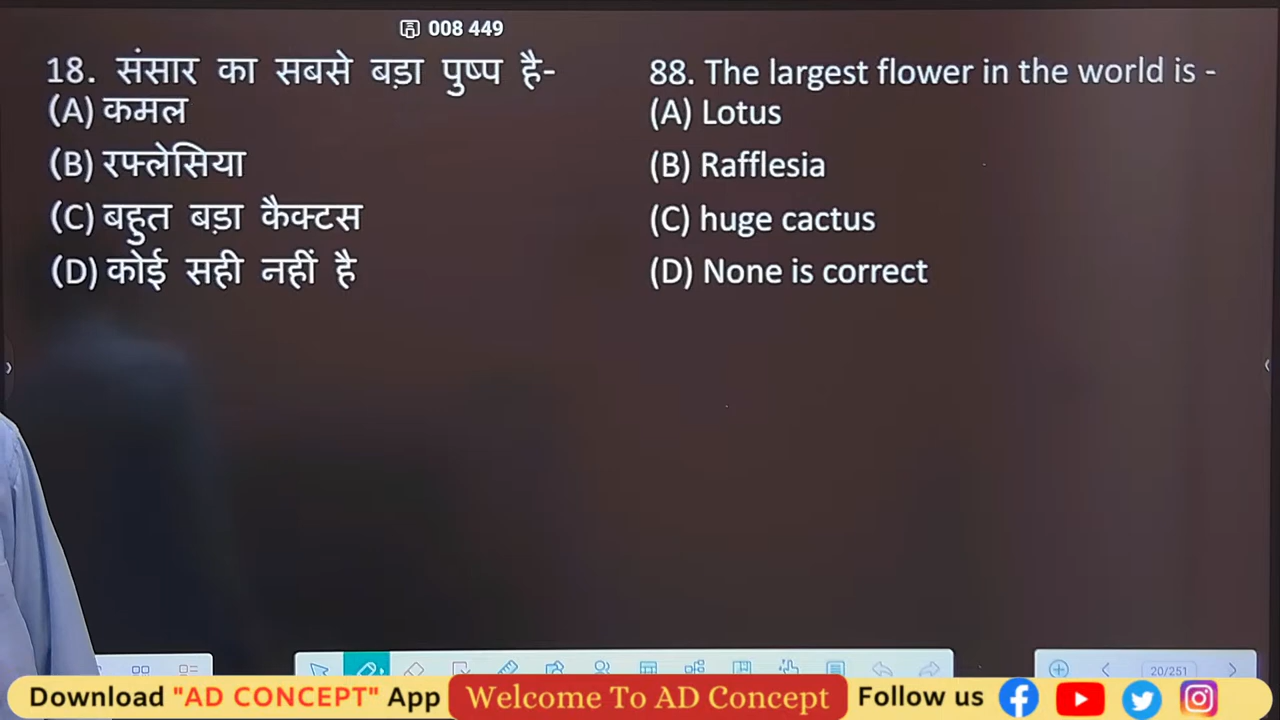 008 449
18. संसार का सबसे बड़ा पुष्प है-
(A) कमल
(B) रफ्लेसिया
(C) बहुत बड़ा कैक्टस
(D) कोई सही नहीं है
88. The largest flower in the world is -
(A) Lotus
(B) Rafflesia
(C) huge cactus
(D) None is correct
20/251
Download "AD CONCEPT" App
Welcome To AD Concept
Follow us